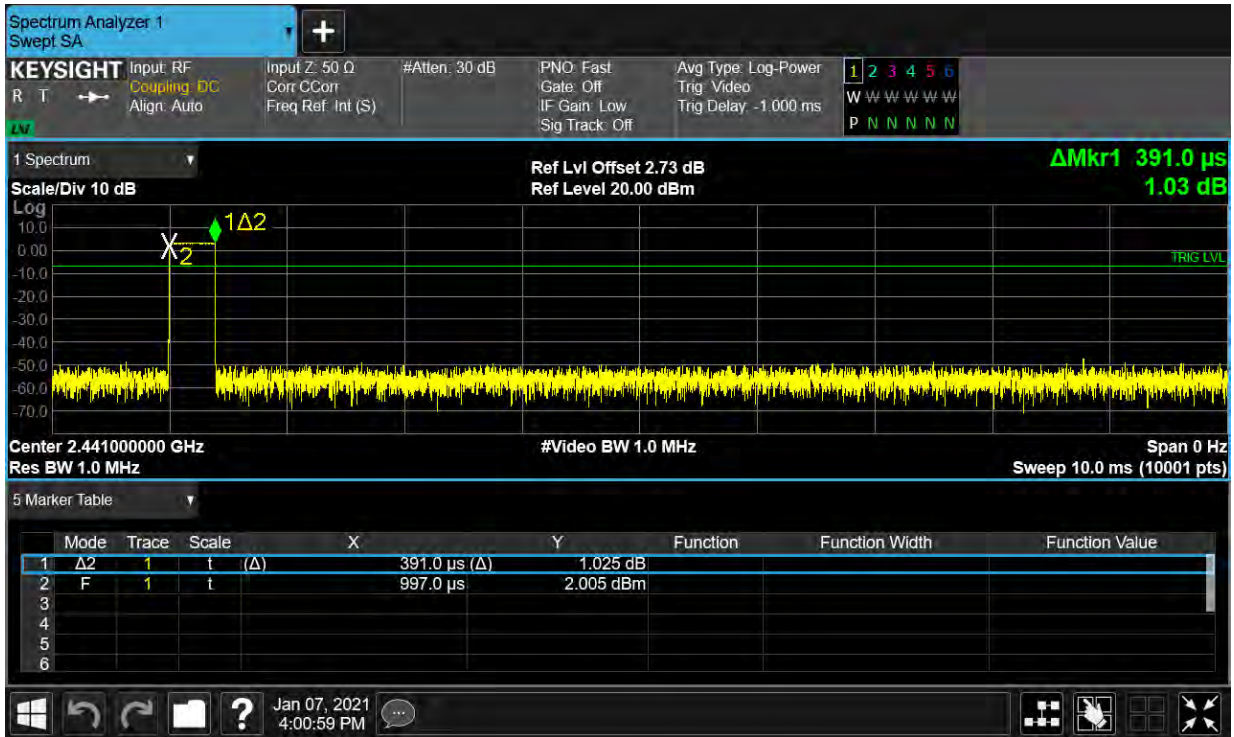 Spectrum Analyzer 1
Swept SA
KEYSIGHT Input: RF Input Z: 50 Ω #Atten: 30 dB PNO: Fast Avg Type: Log-Power 1 2 3 4 5 6
R T Coupling: DC Corr CCorr Gate: Off Trig: Video W W W W W W
Align: Auto Freq Ref: Int (S) IF Gain: Low Trig Delay: -1.000 ms P N N N N N
Sig Track: Off
1 Spectrum Ref Lvl Offset 2.73 dB ΔMkr1 391.0 µs
Scale/Div 10 dB Ref Level 20.00 dBm 1.03 dB
Log
10.0 1Δ2
0.00 2
TRIG LVL
-10.0
-20.0
-30.0
-40.0
-50.0
-60.0
-70.0
Center 2.441000000 GHz #Video BW 1.0 MHz Span 0 Hz
Res BW 1.0 MHz Sweep 10.0 ms (10001 pts)
5 Marker Table
Mode Trace Scale X Y Function Function Width Function Value
1 Δ2 1 t (Δ) 391.0 µs (Δ) 1.025 dB
2 F 1 t 997.0 µs 2.005 dBm
3
4
5
6
? Jan 07, 2021
4:00:59 PM